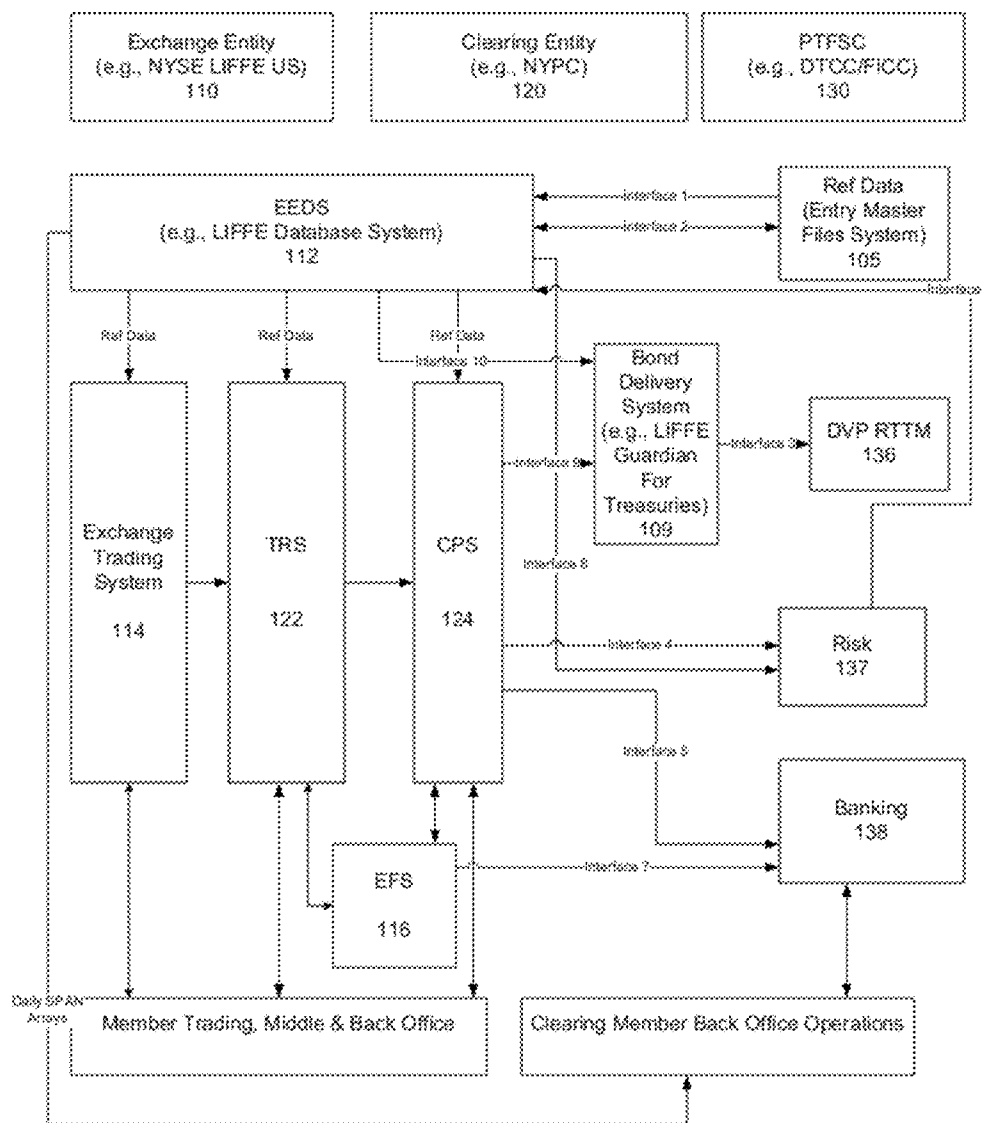 Exchange Entity
(e.g., NYSE LIFFE US)
110
Clearing Entity
(e.g., NYPC)
120
PTFSC
(e.g., DTCC/FICC)
130
EEDS
(e.g., LIFFE Database System)
112
Interface 1
Interface 2
Ref Data
(Entry Master
Files System)
105
Interface
Ref Data
Ref Data
Ref Data
Interface 10
Bond
Delivery
System
(e.g., LIFFE
Guardian
For
Treasuries)
109
Interface 3
DVP RTTM
136
Interface 9
Exchange
Trading
System
114
TRS
122
CPS
124
Interface 6
Interface 4
Risk
137
Interface 5
Banking
138
EFS
116
Interface 7
Daily SPAN
Arrays
Member Trading, Middle & Back Office
Clearing Member Back Office Operations